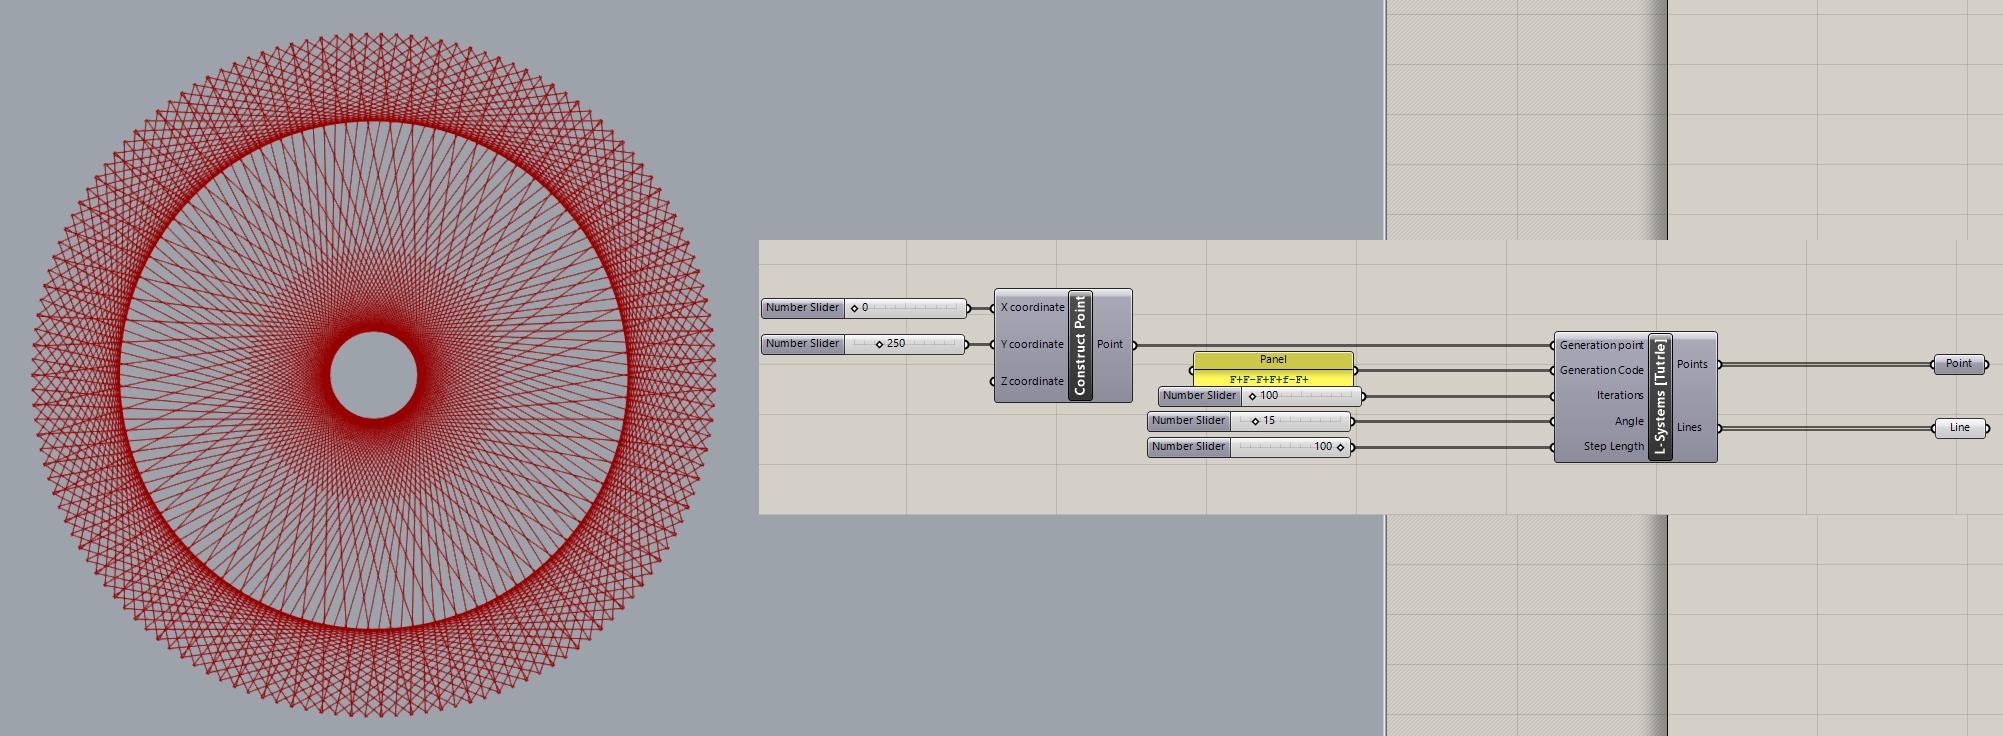 Number Slider 0
Number Slider 250
X coordinate
Y coordinate
Z coordinate
Construct Point
Point
Panel
F+F-F+F+f-F+
Number Slider 100
Number Slider 15
Number Slider 100
Generation point
Generation Code
Iterations
Angle
Step Length
L-Systems [Tutrle]
Points
Lines
Point
Line